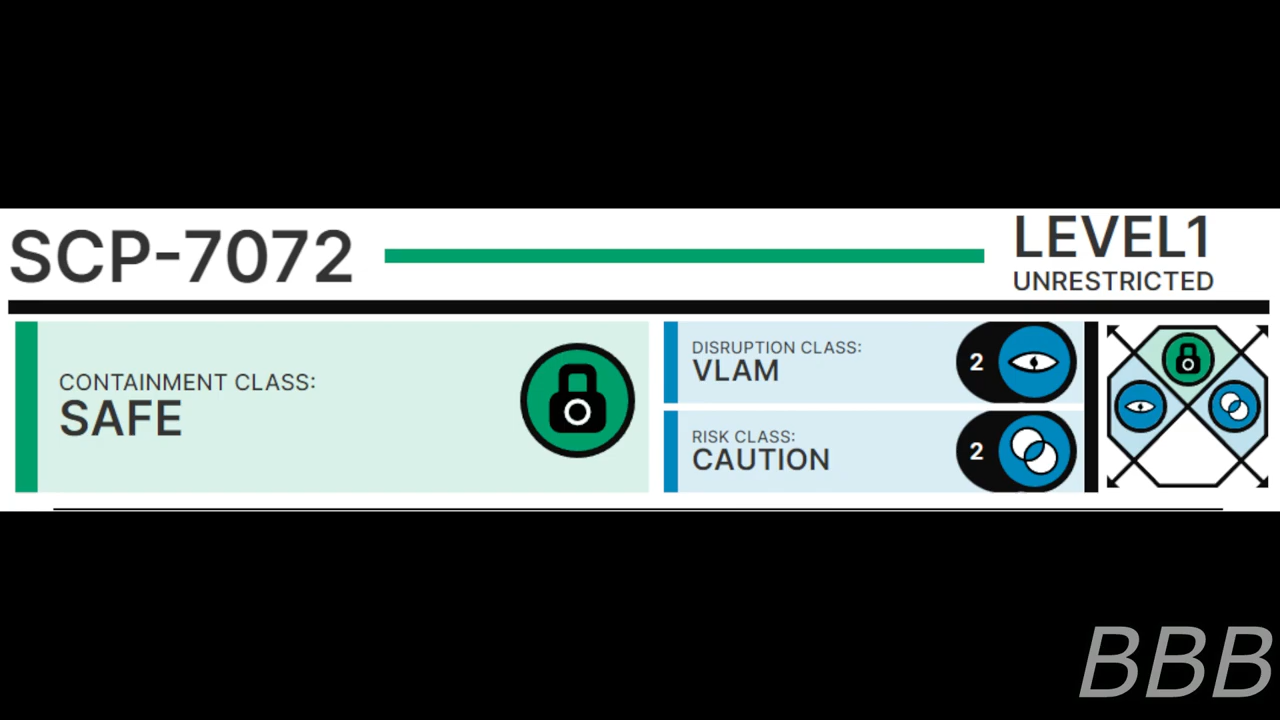 SCP-7072
LEVEL1
UNRESTRICTED
CONTAINMENT CLASS:
SAFE
DISRUPTION CLASS:
VLAM
2
RISK CLASS:
CAUTION
2
BBB